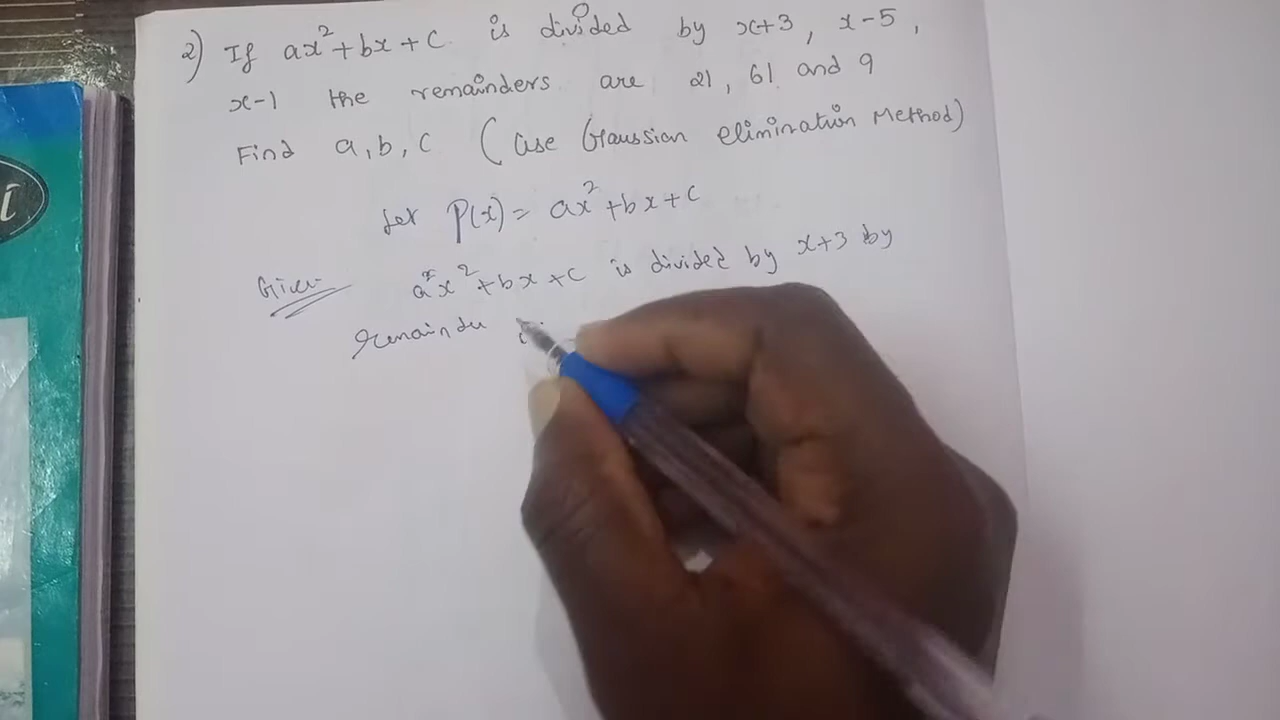 2) If ax²+bx+c is divided by x+3, x-5,
x-1 the remainders are 21, 61 and 9
Find a,b,c (use Gaussian elimination Method)
Let P(x) = ax²+bx+c
Given ax²+bx+c is divided by x+3 by
remainder
i